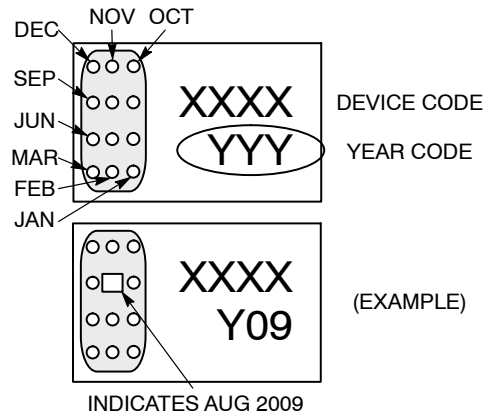 DEC NOV OCT
SEP
JUN
MAR
FEB
JAN
XXXX DEVICE CODE
YYY YEAR CODE
XXXX
Y09
(EXAMPLE)
INDICATES AUG 2009